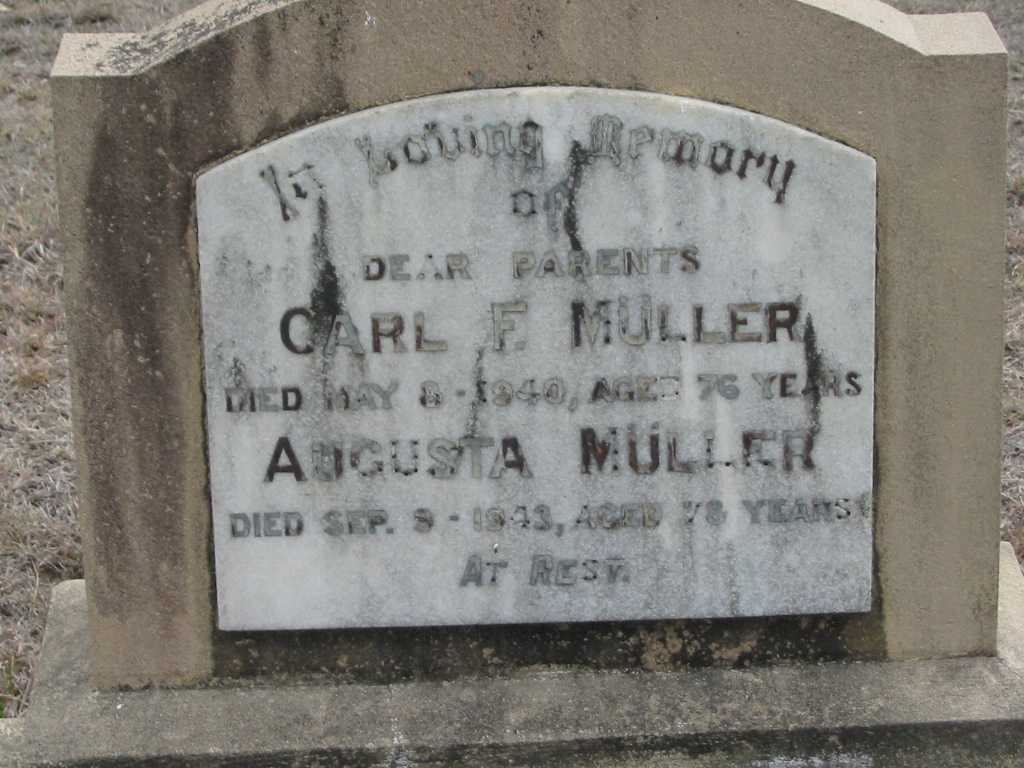 In Loving Memory
of
DEAR PARENTS
CARL F. MÜLLER
DIED MAY 8 - 1940, AGED 76 YEARS
AUGUSTA MÜLLER
DIED SEP. 9 - 1943, AGED 78 YEARS
AT REST.